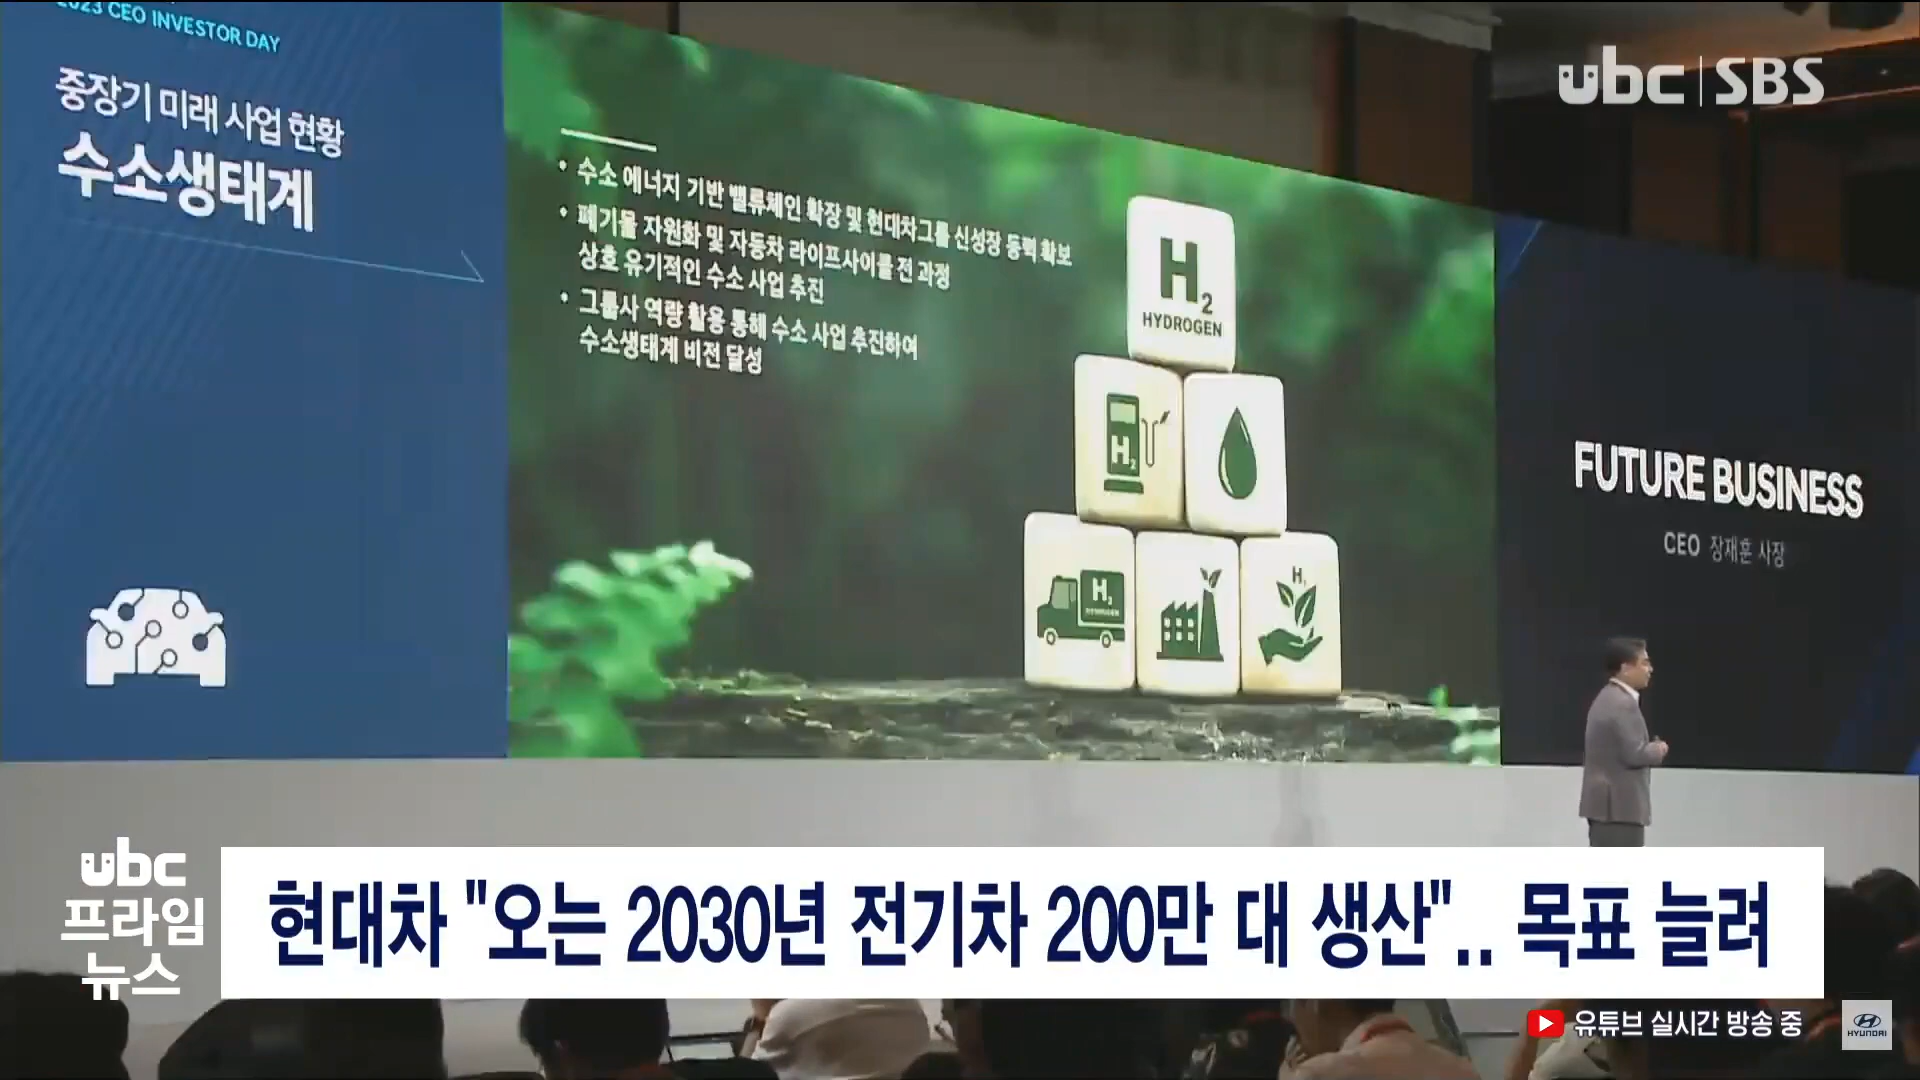 2023 CEO INVESTOR DAY
중장기 미래 사업 현황
수소생태계
• 수소 에너지 기반 밸류체인 확장 및 현대차그룹 신성장 동력 확보
• 폐기물 자원화 및 자동차 라이프사이클 전 과정
상호 유기적인 수소 사업 추진
• 그룹사 역량 활용 통해 수소 사업 추진하여
수소생태계 비전 달성
H2
HYDROGEN
H2
H2
HYDROGEN
H2
ubc|SBS
FUTURE BUSINESS
CEO 장재훈 사장
ubc
프라임
뉴스
현대차 "오는 2030년 전기차 200만 대 생산".. 목표 늘려
유튜브 실시간 방송 중
HYUNDAI